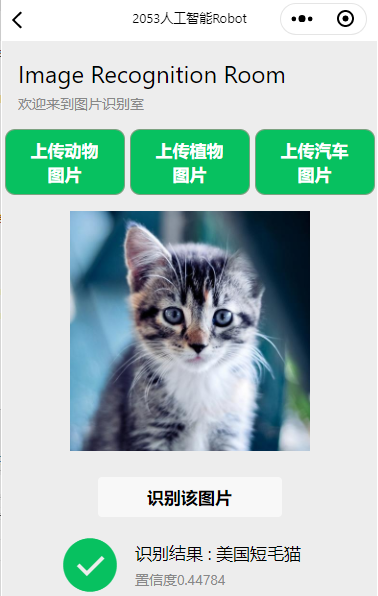 2053人工智能Robot
Image Recognition Room
欢迎来到图片识别室
上传动物
图片
上传植物
图片
上传汽车
图片
识别该图片
识别结果 : 美国短毛猫
置信度0.44784